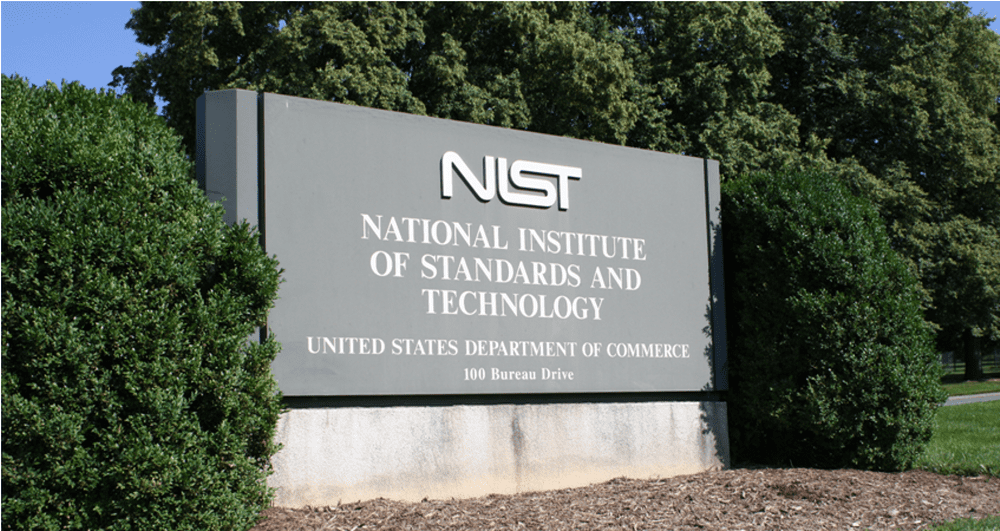 NIST
NATIONAL INSTITUTE
OF STANDARDS AND
TECHNOLOGY
UNITED STATES DEPARTMENT OF COMMERCE
100 Bureau Drive